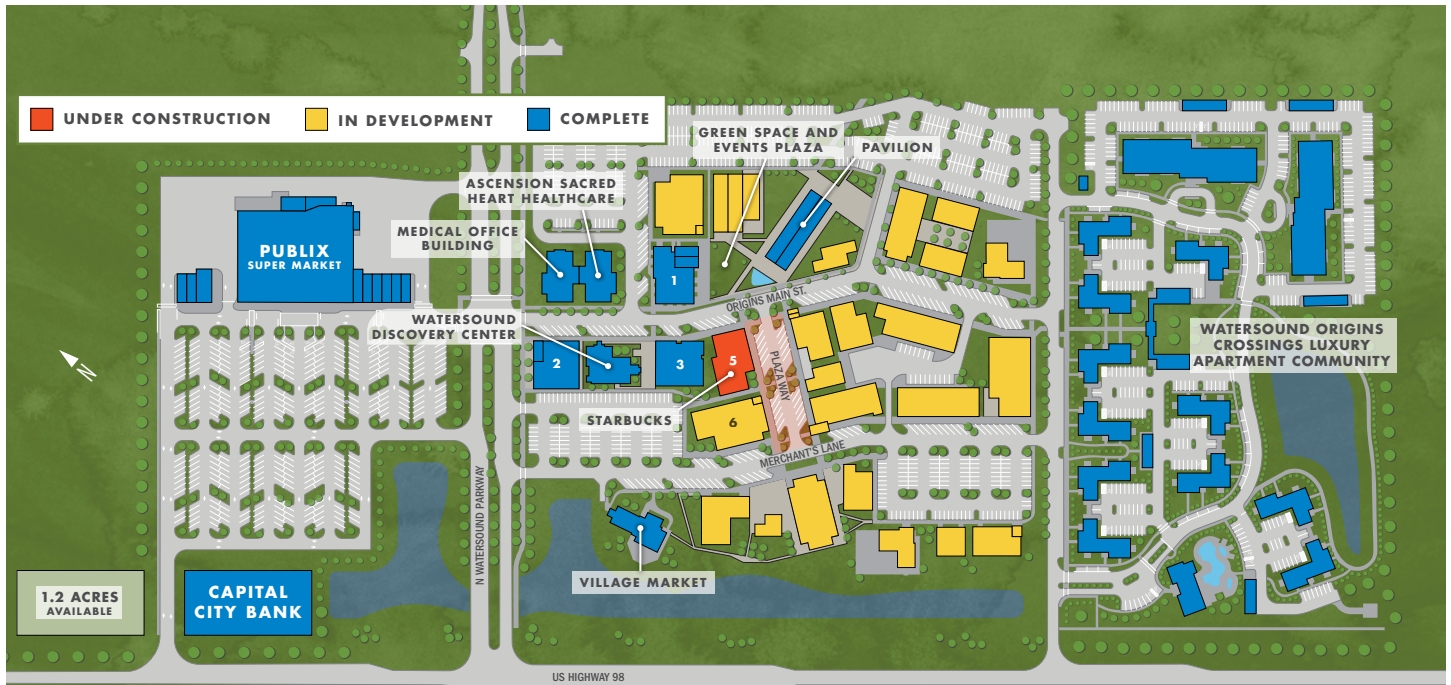 UNDER CONSTRUCTION
IN DEVELOPMENT
COMPLETE
GREEN SPACE AND
EVENTS PLAZA
PAVILION
ASCENSION SACRED
HEART HEALTHCARE
MEDICAL OFFICE
BUILDING
PUBLIX
SUPER MARKET
1
ORIGINS MAIN ST.
WATERSOUND
DISCOVERY CENTER
WATERSOUND ORIGINS
CROSSINGS LUXURY
APARTMENT COMMUNITY
N
2
3
5
PLAZA WAY
STARBUCKS
6
MERCHANT'S LANE
N WATERSOUND PARKWAY
VILLAGE MARKET
1.2 ACRES
AVAILABLE
CAPITAL
CITY BANK
US HIGHWAY 98